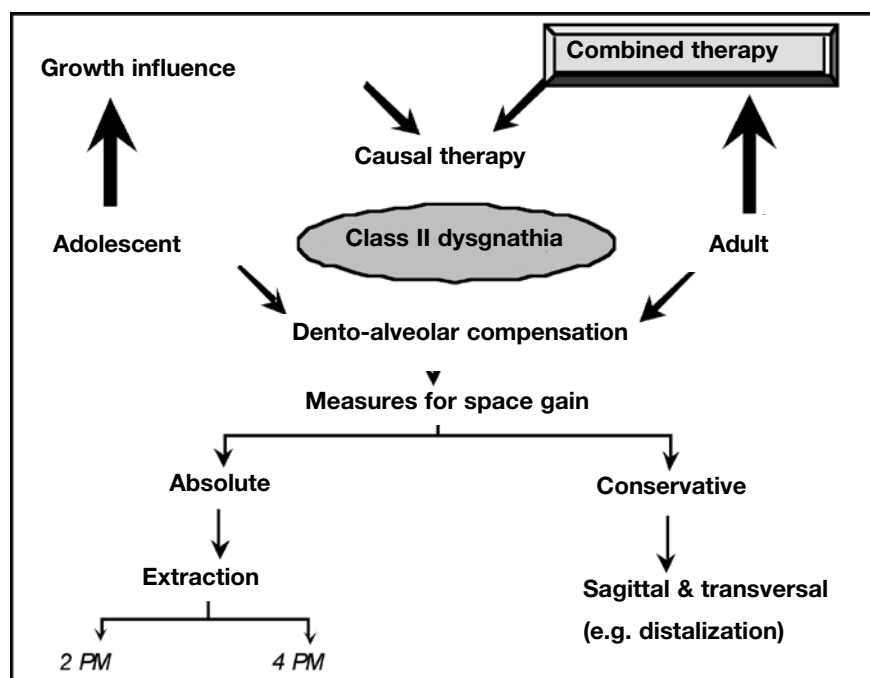 Combined therapy
Growth influence
Causal therapy
Adolescent
Class II dysgnathia
Adult
Dento-alveolar compensation
Measures for space gain
Absolute
Conservative
Extraction
Sagittal & transversal
(e.g. distalization)
2 PM
4 PM